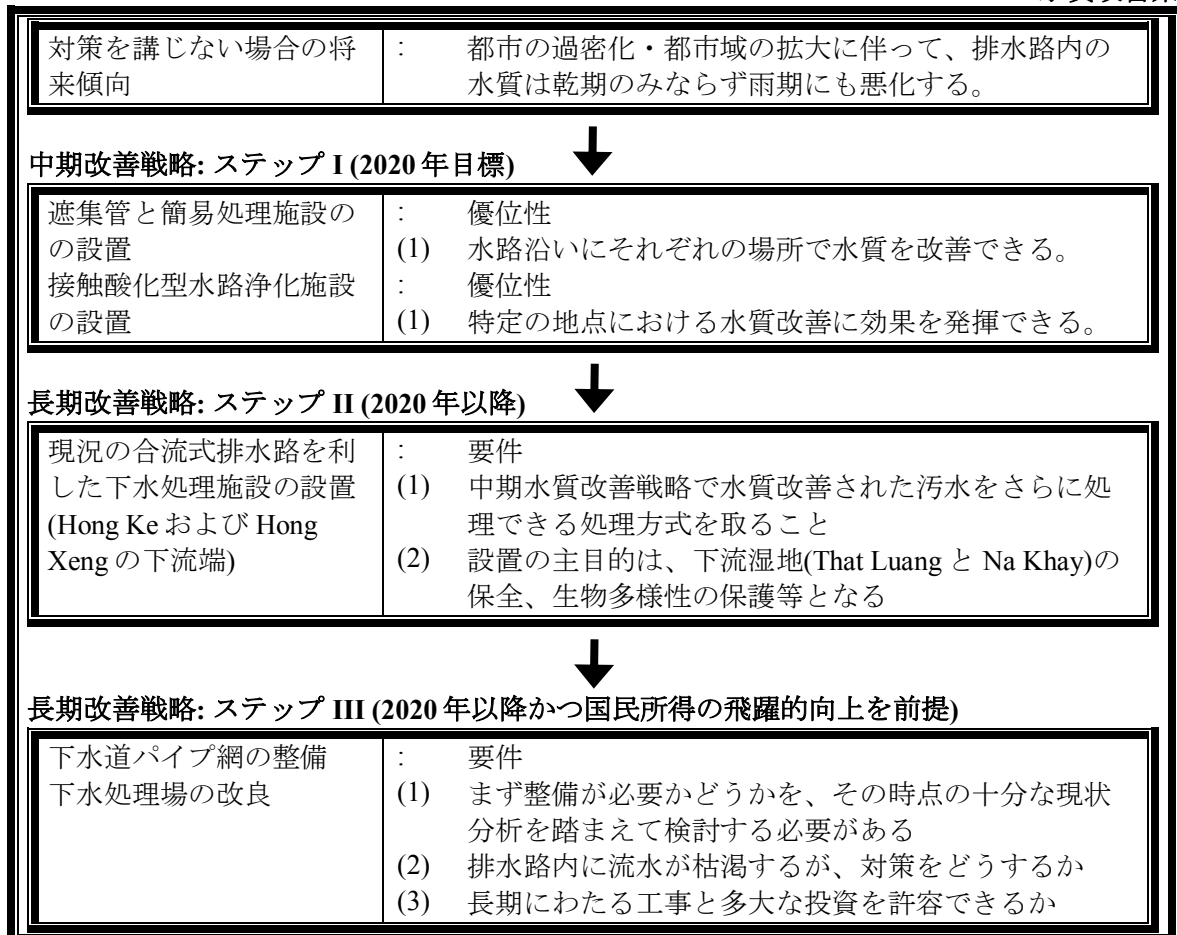 対策を講じない場合の将 : 都市の過密化・都市域の拡大に伴って、排水路内の
来傾向 水質は乾期のみならず雨期にも悪化する。
中期改善戦略: ステップ I (2020 年目標)
遮集管と簡易処理施設の : 優位性
の設置 (1) 水路沿いにそれぞれの場所で水質を改善できる。
接触酸化型水路浄化施設 : 優位性
の設置 (1) 特定の地点における水質改善に効果を発揮できる。
長期改善戦略: ステップ II (2020 年以降)
現況の合流式排水路を利 : 要件
した下水処理施設の設置 (1) 中期水質改善戦略で水質改善された汚水をさらに処
(Hong Ke および Hong 理できる処理方式を取ること
Xeng の下流端) (2) 設置の主目的は、下流湿地(That Luang と Na Khay)の
保全、生物多様性の保護等となる
長期改善戦略: ステップ III (2020 年以降かつ国民所得の飛躍的向上を前提)
下水道パイプ網の整備 : 要件
下水処理場の改良 (1) まず整備が必要かどうかを、その時点の十分な現状
分析を踏まえて検討する必要がある
(2) 排水路内に流水が枯渇するが、対策をどうするか
(3) 長期にわたる工事と多大な投資を許容できるか